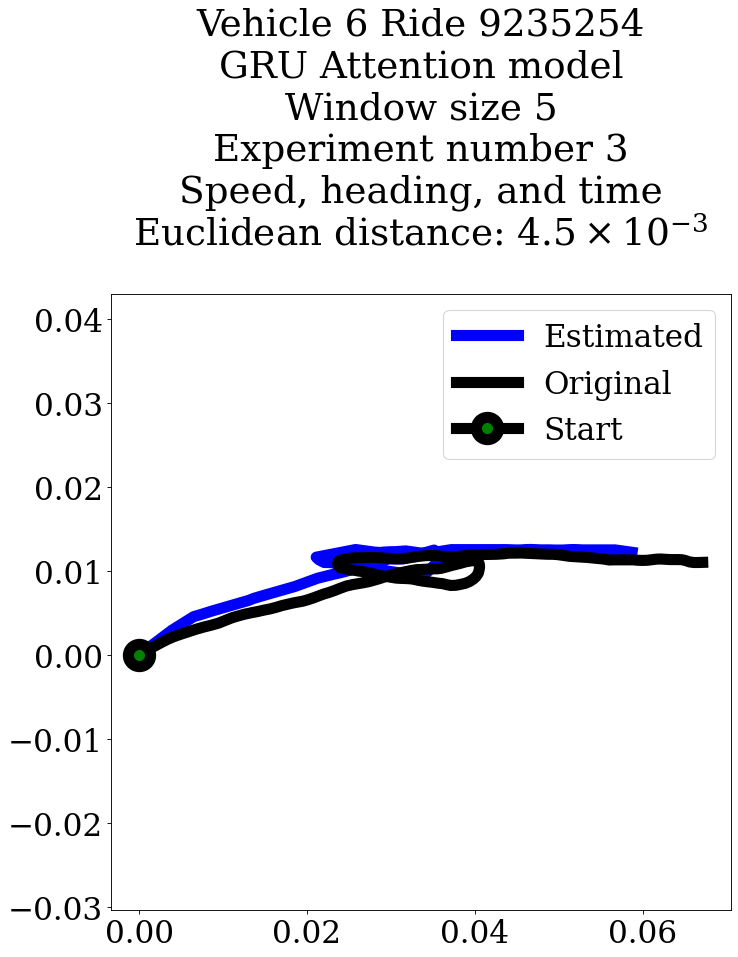 Vehicle 6 Ride 9235254
GRU Attention model
Window size 5
Experiment number 3
Speed, heading, and time
Euclidean distance: 4.5 × 10⁻³
Estimated
Original
Start
0.04
0.03
0.02
0.01
0.00
−0.01
−0.02
−0.03
0.00 0.02 0.04 0.06